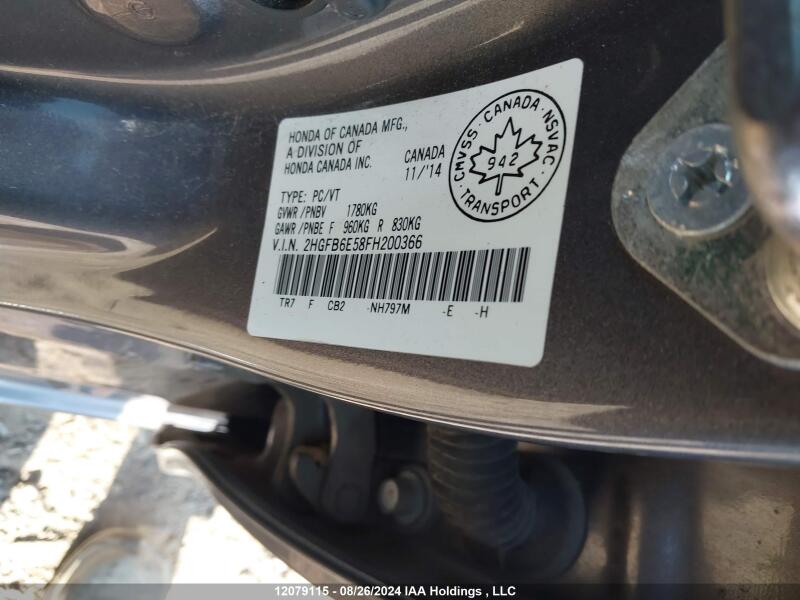 HONDA OF CANADA MFG.,
A DIVISION OF
HONDA CANADA INC.
CANADA
11/'14
CMVSS · CANADA · NSVAC
942
TRANSPORT
TYPE: PC/VT
GVWR/PNBV 1780KG
GAWR/PNBE F 960KG R 830KG
V.I.N. 2HGFB6E58FH200366
TR7 F CB2 -NH797M -E -H
12079115 - 08/26/2024 IAA Holdings , LLC